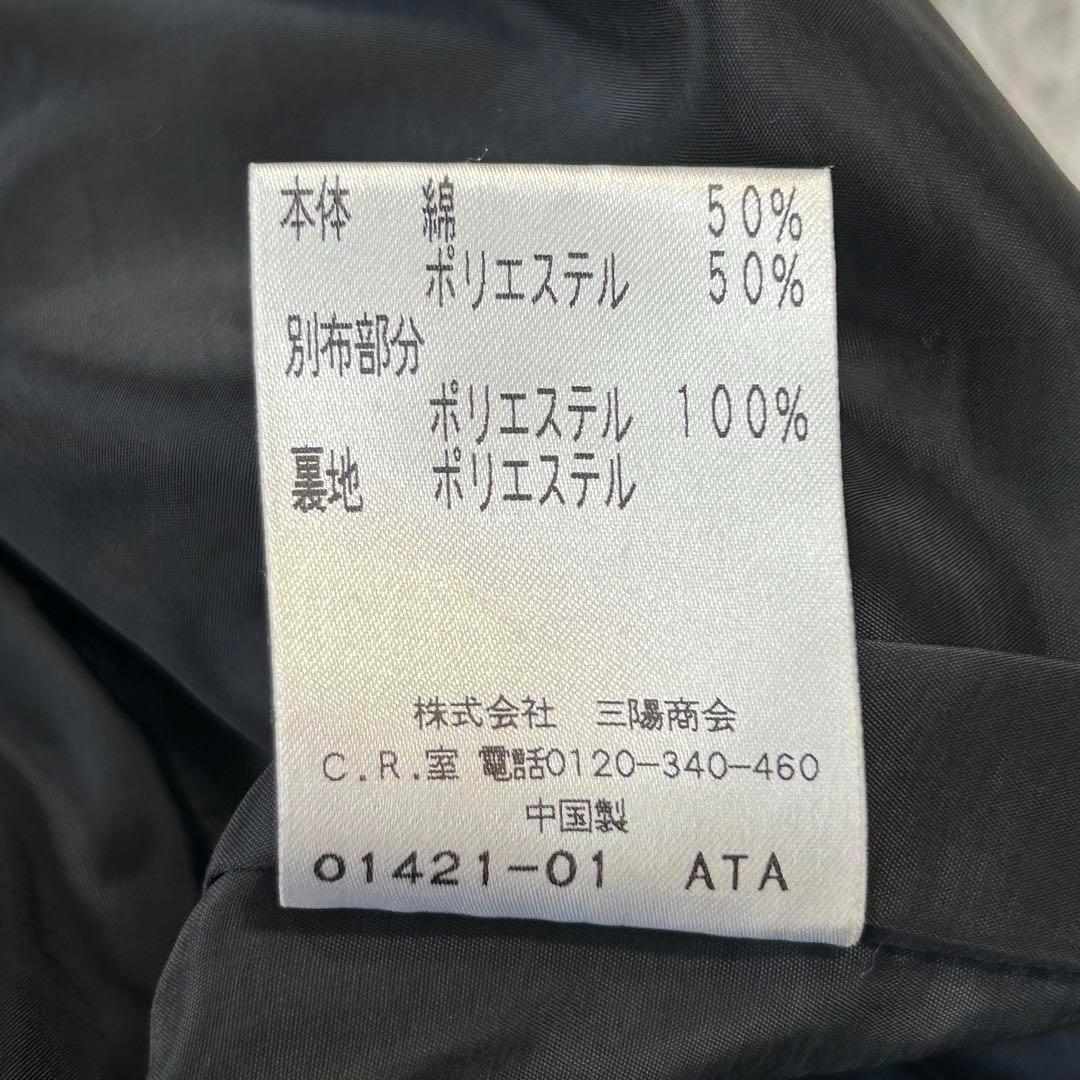 本体 綿 50%
ポリエステル 50%
別布部分
ポリエステル 100%
裏地 ポリエステル
株式会社 三陽商会
C.R.室 電話0120-340-460
中国製
01421-01 ATA